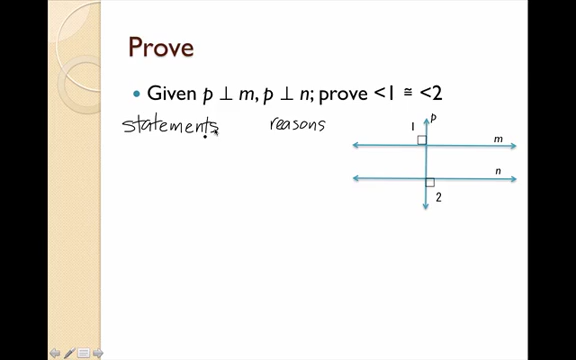 Prove
• Given p ⊥ m, p ⊥ n; prove <1 ≅ <2
statements reasons
p
1
m
n
2